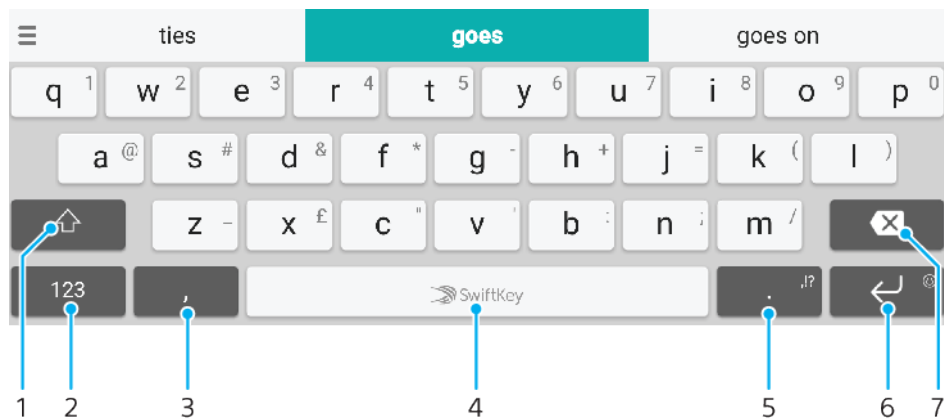 ties goes goes on
q 1 w 2 e 3 r 4 t 5 y 6 u 7 i 8 o 9 p 0
a @ s # d & f * g - h + j = k ( l )
z _ x £ c " v ' b : n ; m /
123 , SwiftKey . ,!?
1 2 3 4 5 6 7